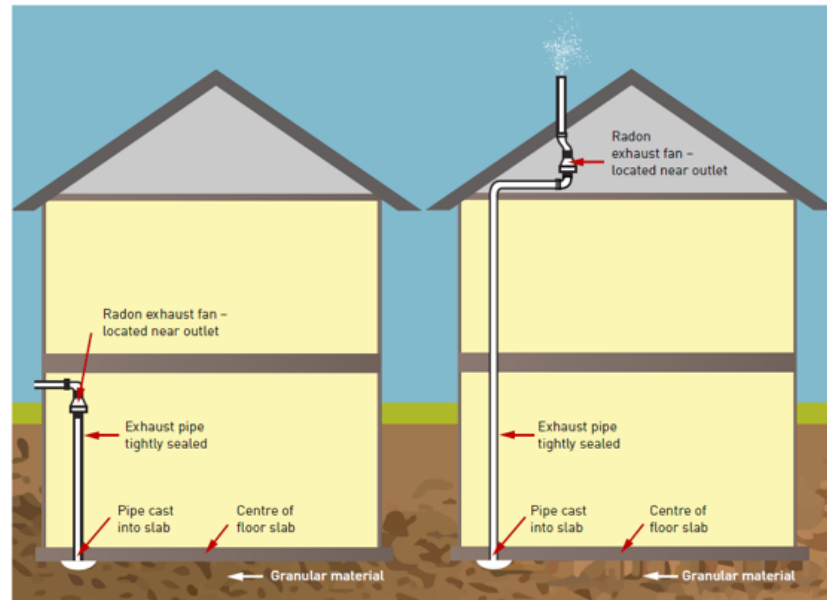 Radon exhaust fan –
located near outlet
Exhaust pipe
tightly sealed
Pipe cast
into slab
Centre of
floor slab
Granular material
Radon
exhaust fan –
located near outlet
Exhaust pipe
tightly sealed
Pipe cast
into slab
Centre of
floor slab
Granular material